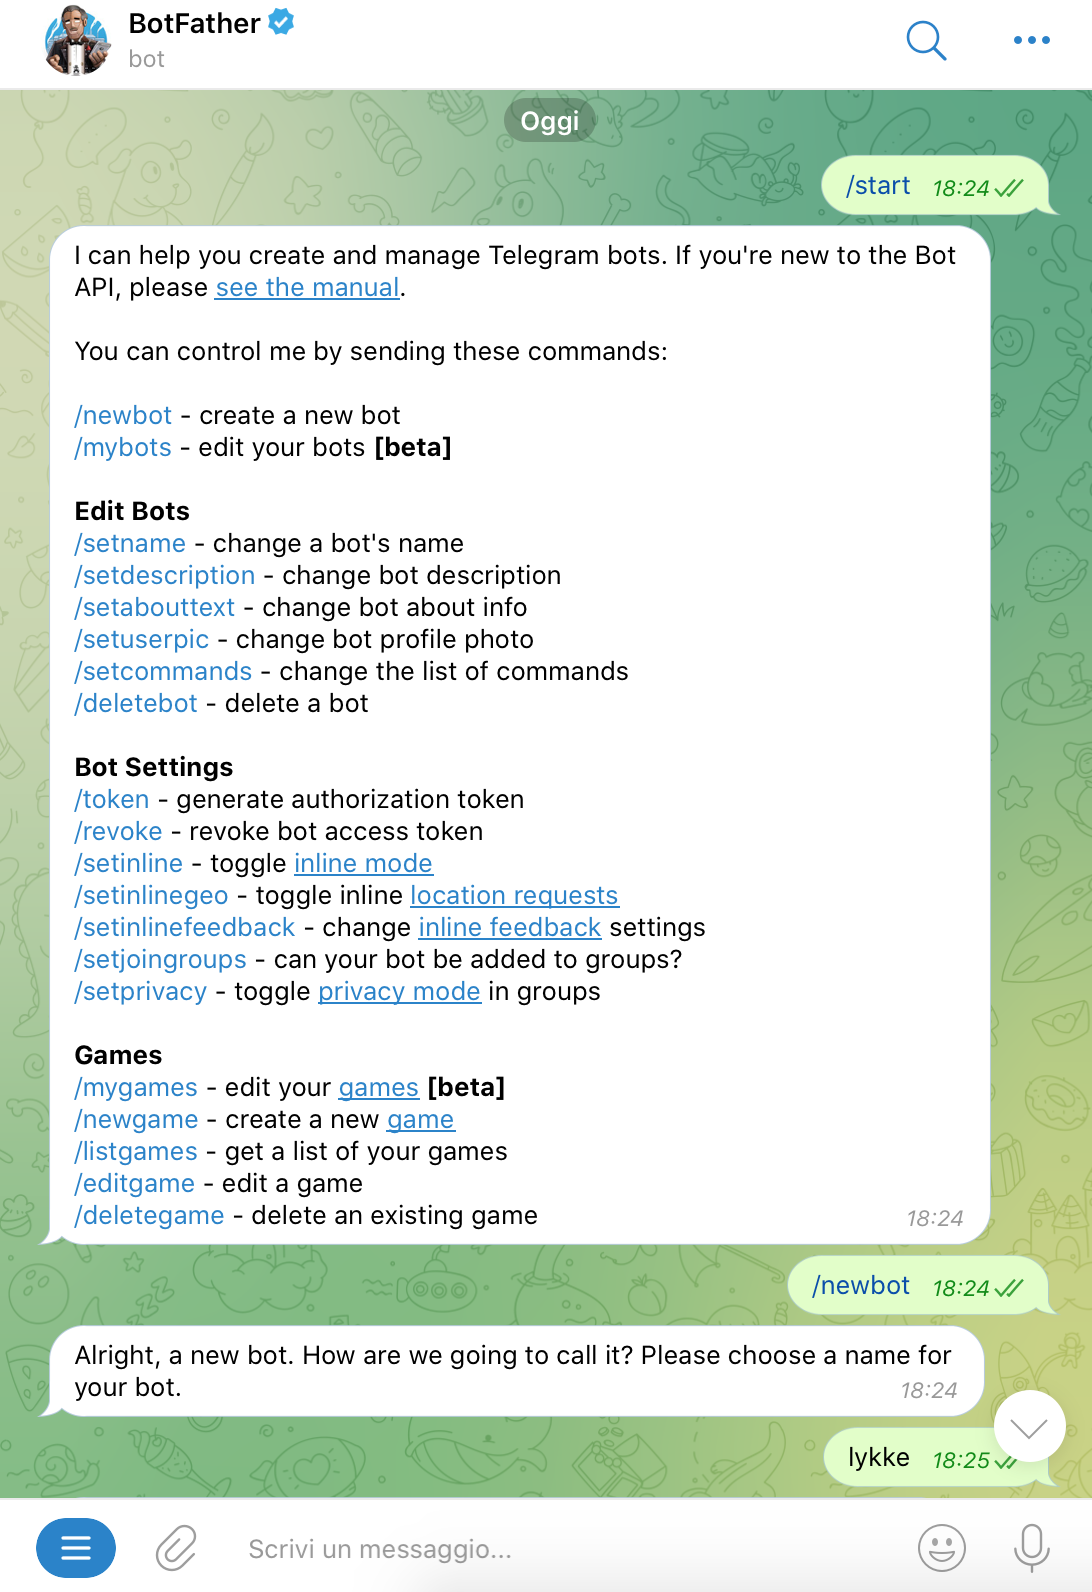 BotFather
bot
Oggi
/start 18:24
I can help you create and manage Telegram bots. If you're new to the Bot
API, please see the manual.
You can control me by sending these commands:
/newbot - create a new bot
/mybots - edit your bots [beta]
Edit Bots
/setname - change a bot's name
/setdescription - change bot description
/setabouttext - change bot about info
/setuserpic - change bot profile photo
/setcommands - change the list of commands
/deletebot - delete a bot
Bot Settings
/token - generate authorization token
/revoke - revoke bot access token
/setinline - toggle inline mode
/setinlinegeo - toggle inline location requests
/setinlinefeedback - change inline feedback settings
/setjoingroups - can your bot be added to groups?
/setprivacy - toggle privacy mode in groups
Games
/mygames - edit your games [beta]
/newgame - create a new game
/listgames - get a list of your games
/editgame - edit a game
/deletegame - delete an existing game
18:24
/newbot 18:24
Alright, a new bot. How are we going to call it? Please choose a name for
your bot.
18:24
lykke 18:25
Scrivi un messaggio...